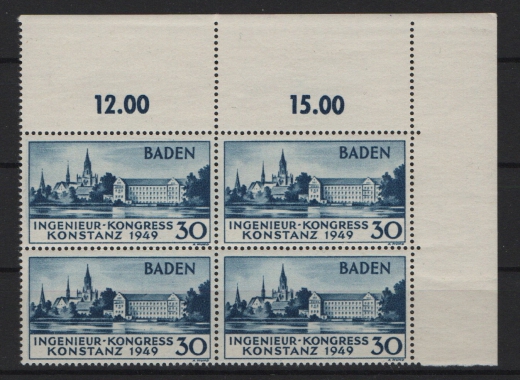 12.00 15.00
BADEN BADEN
INGENIEUR-KONGRESS INGENIEUR-KONGRESS
KONSTANZ 1949 30 KONSTANZ 1949 30
BADEN BADEN
INGENIEUR-KONGRESS INGENIEUR-KONGRESS
KONSTANZ 1949 30 KONSTANZ 1949 30